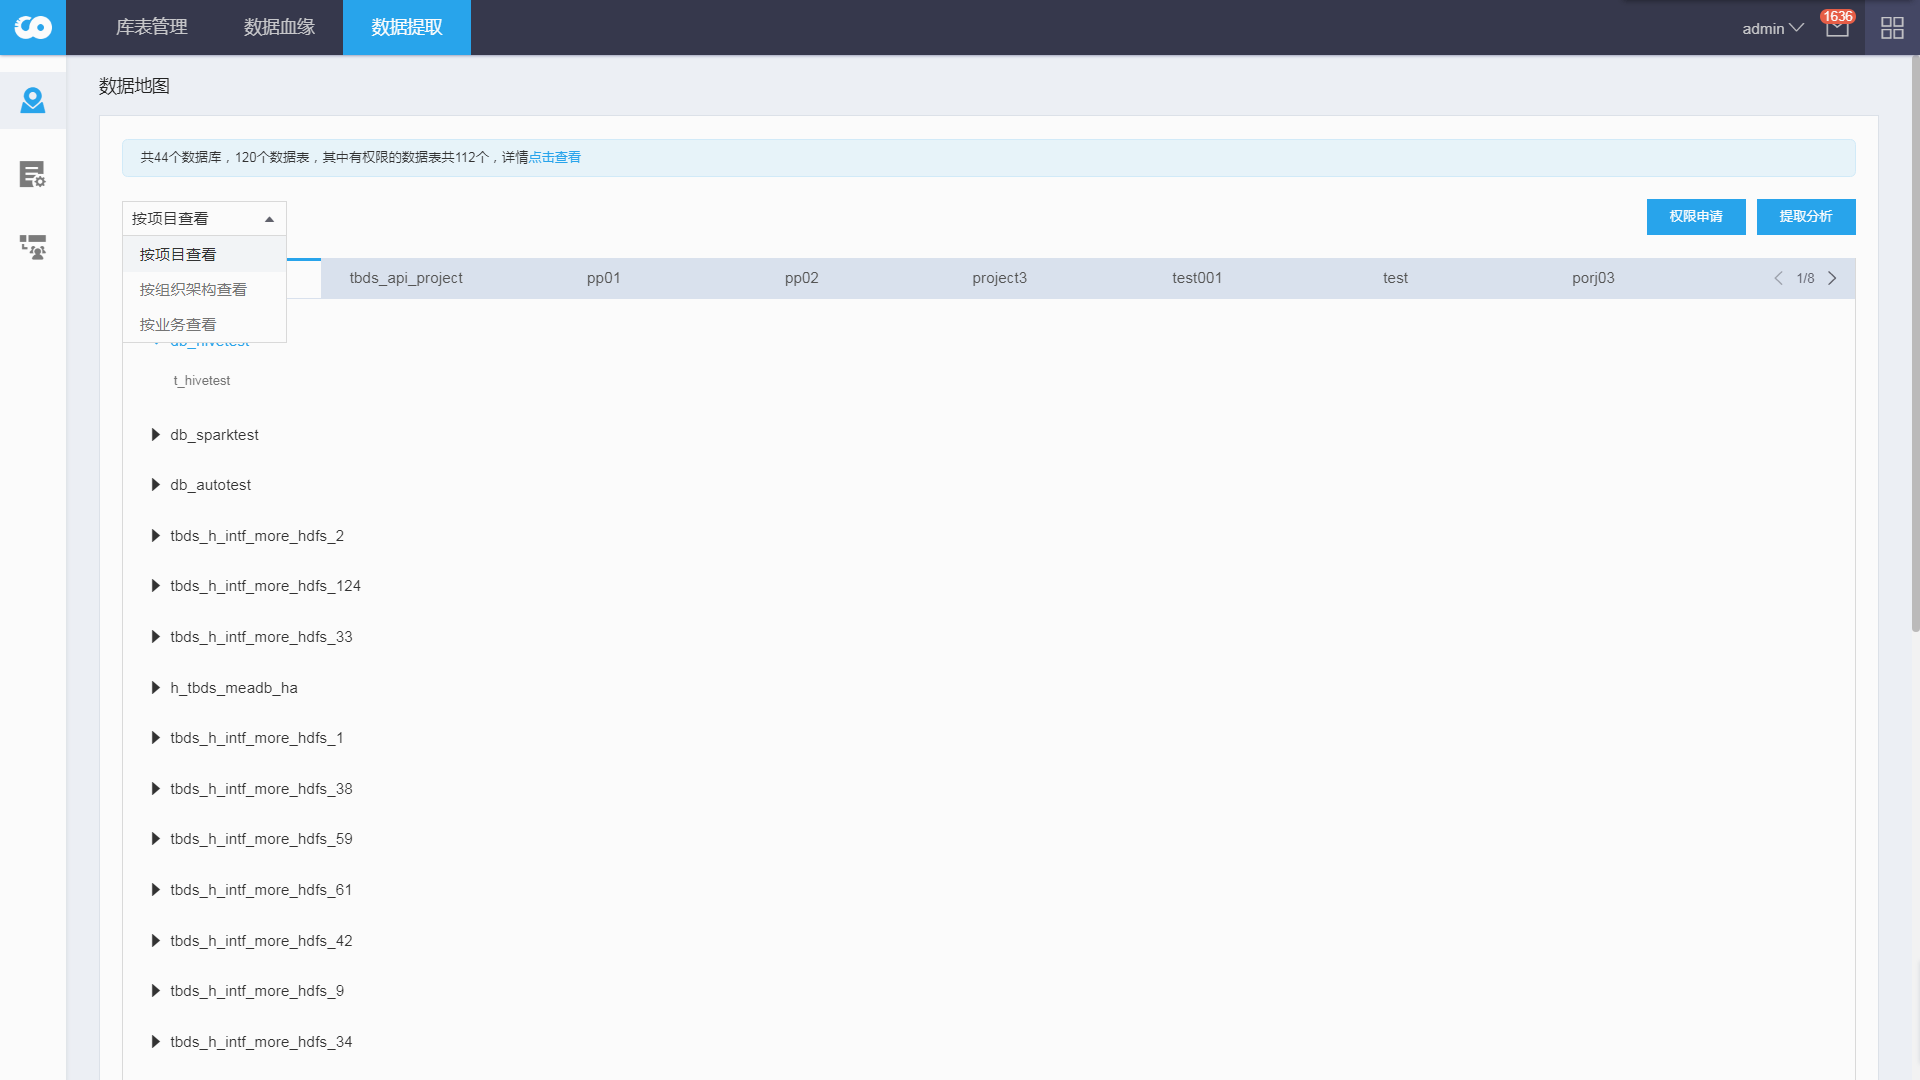 库表管理
数据血缘
数据提取
admin
1636
数据地图
共44个数据库，120个数据表，其中有权限的数据表共112个，详情点击查看
按项目查看
权限申请
提取分析
按项目查看
按组织架构查看
按业务查看
tbds_api_project
pp01
pp02
project3
test001
test
porj03
1/8
db_hivetest
t_hivetest
db_sparktest
db_autotest
tbds_h_intf_more_hdfs_2
tbds_h_intf_more_hdfs_124
tbds_h_intf_more_hdfs_33
h_tbds_meadb_ha
tbds_h_intf_more_hdfs_1
tbds_h_intf_more_hdfs_38
tbds_h_intf_more_hdfs_59
tbds_h_intf_more_hdfs_61
tbds_h_intf_more_hdfs_42
tbds_h_intf_more_hdfs_9
tbds_h_intf_more_hdfs_34